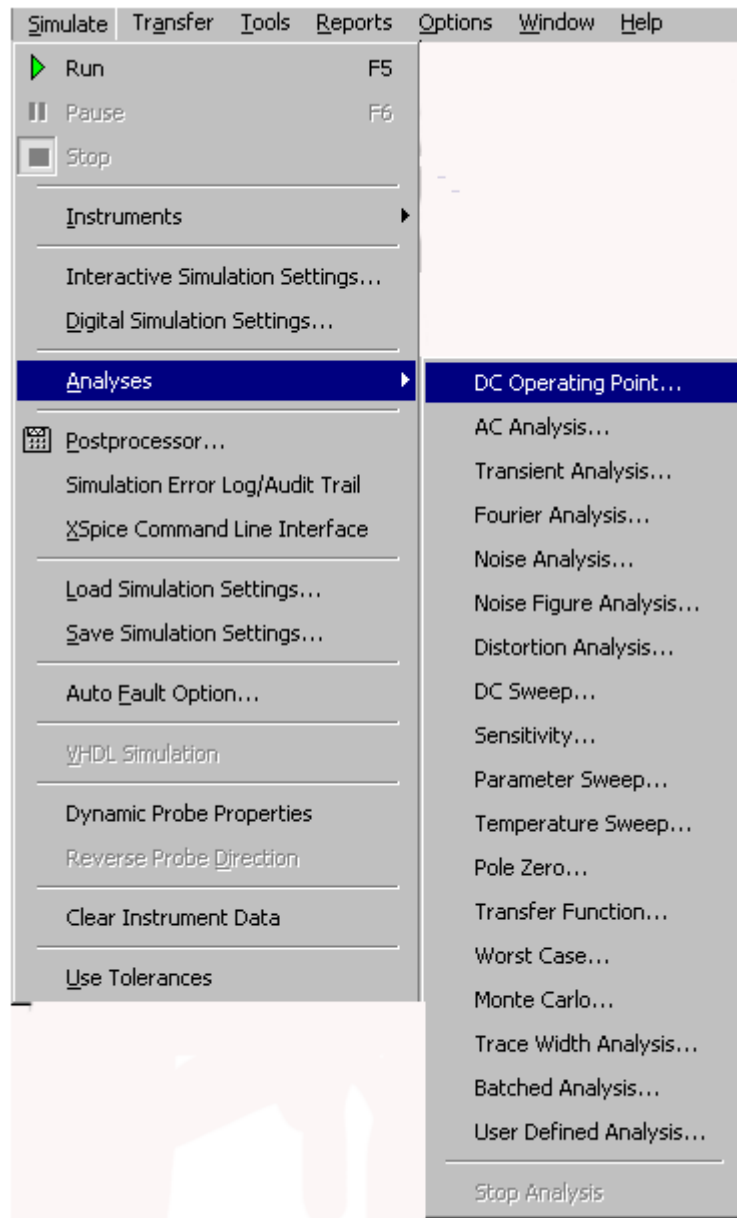 Simulate Transfer Tools Reports Options Window Help
Run F5
Pause F6
Stop
Instruments
Interactive Simulation Settings...
Digital Simulation Settings...
Analyses
Postprocessor...
Simulation Error Log/Audit Trail
XSpice Command Line Interface
Load Simulation Settings...
Save Simulation Settings...
Auto Fault Option...
VHDL Simulation
Dynamic Probe Properties
Reverse Probe Direction
Clear Instrument Data
Use Tolerances
DC Operating Point...
AC Analysis...
Transient Analysis...
Fourier Analysis...
Noise Analysis...
Noise Figure Analysis...
Distortion Analysis...
DC Sweep...
Sensitivity...
Parameter Sweep...
Temperature Sweep...
Pole Zero...
Transfer Function...
Worst Case...
Monte Carlo...
Trace Width Analysis...
Batched Analysis...
User Defined Analysis...
Stop Analysis